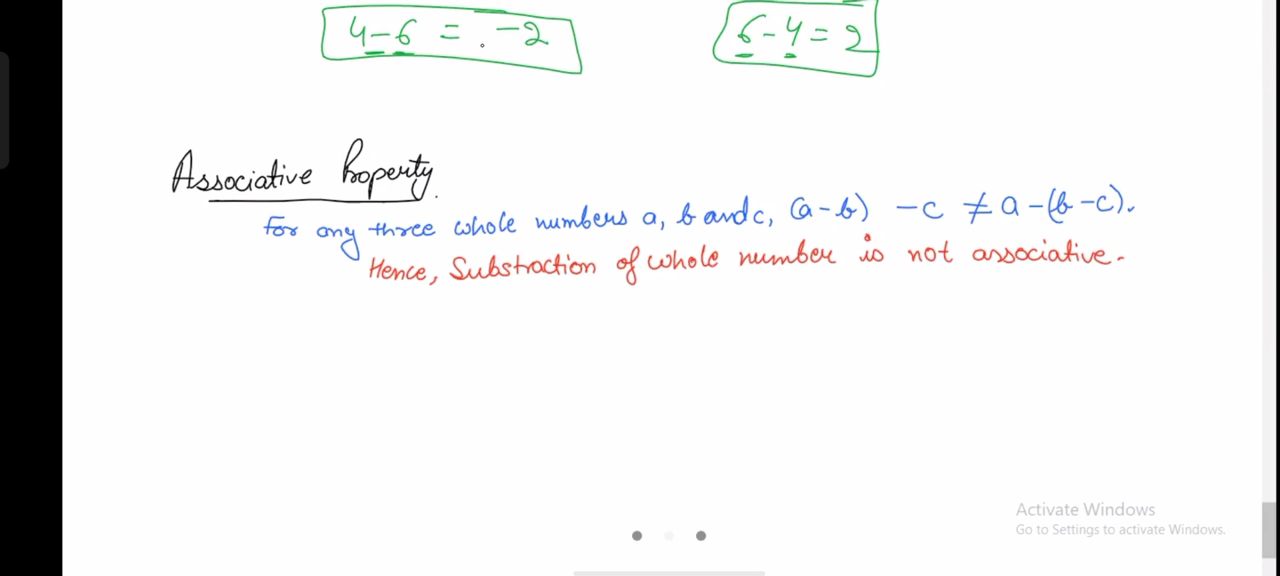 4-6 = -2
6-4=2
Associative Property.
For any three whole numbers a, b and c, (a-b) -c ≠ a-(b-c).
Hence, Substraction of whole number is not associative.
Activate Windows
Go to Settings to activate Windows.